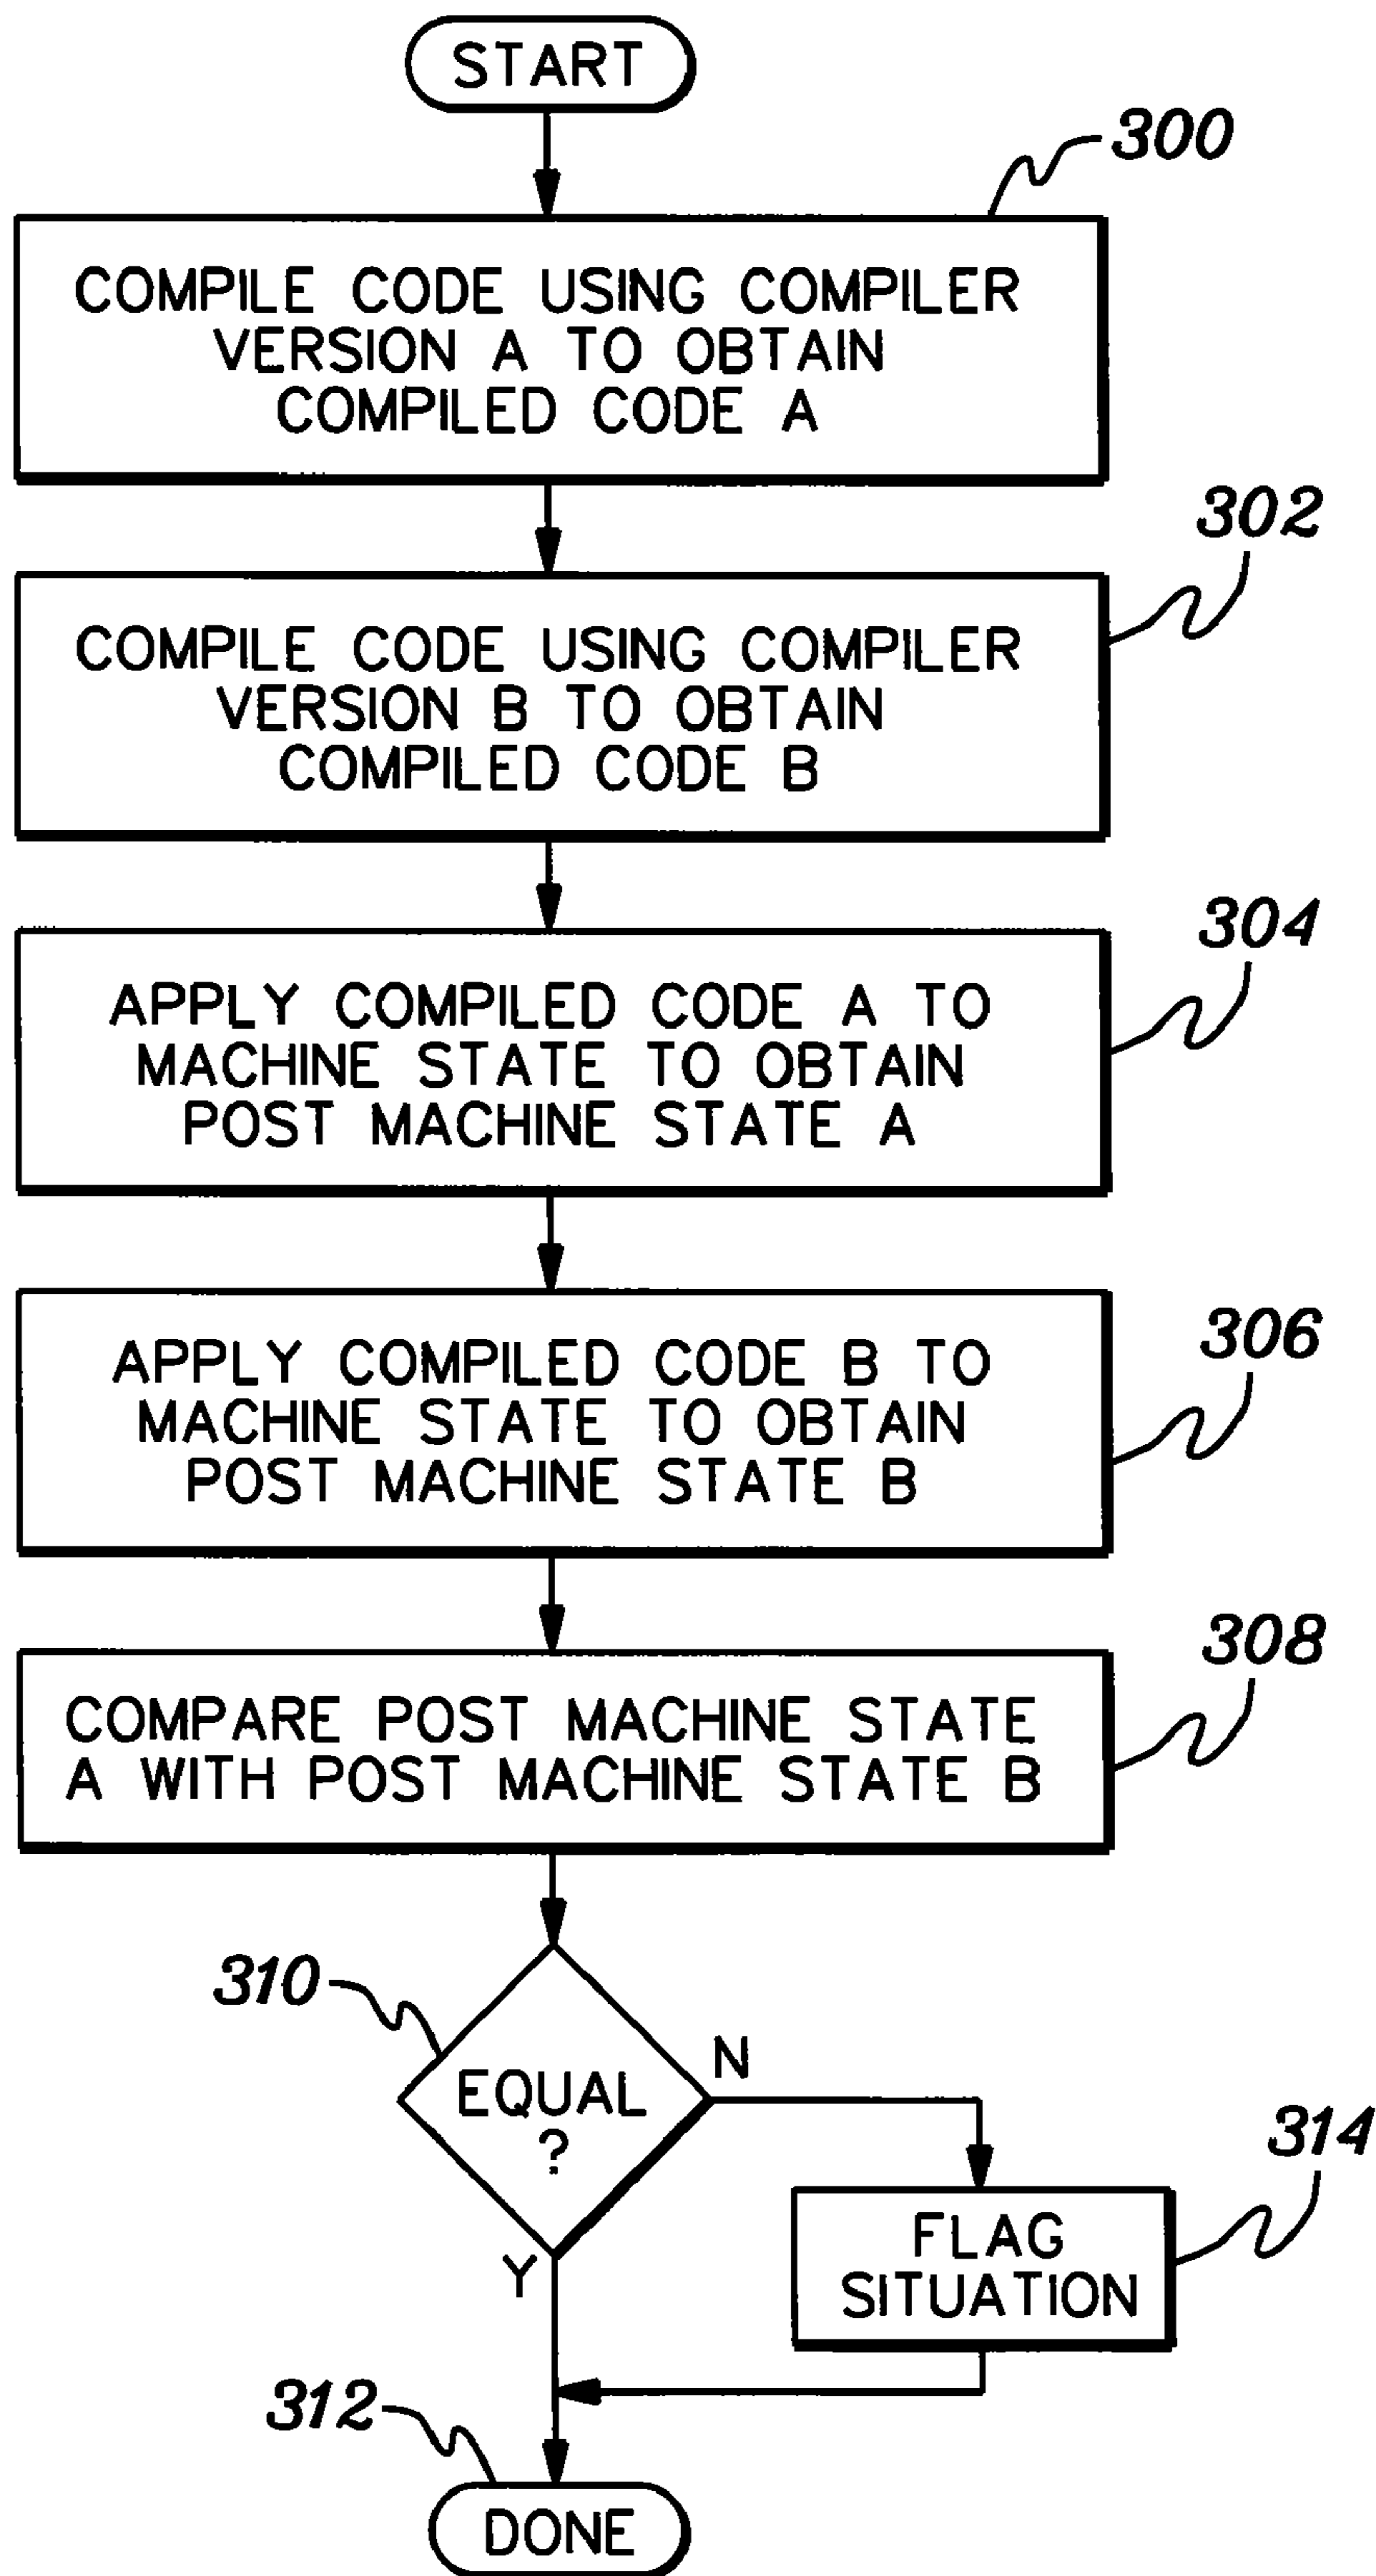 START
300
COMPILE CODE USING COMPILER
VERSION A TO OBTAIN
COMPILED CODE A
302
COMPILE CODE USING COMPILER
VERSION B TO OBTAIN
COMPILED CODE B
304
APPLY COMPILED CODE A TO
MACHINE STATE TO OBTAIN
POST MACHINE STATE A
306
APPLY COMPILED CODE B TO
MACHINE STATE TO OBTAIN
POST MACHINE STATE B
308
COMPARE POST MACHINE STATE
A WITH POST MACHINE STATE B
310
N
EQUAL
?
314
FLAG
SITUATION
Y
312
DONE